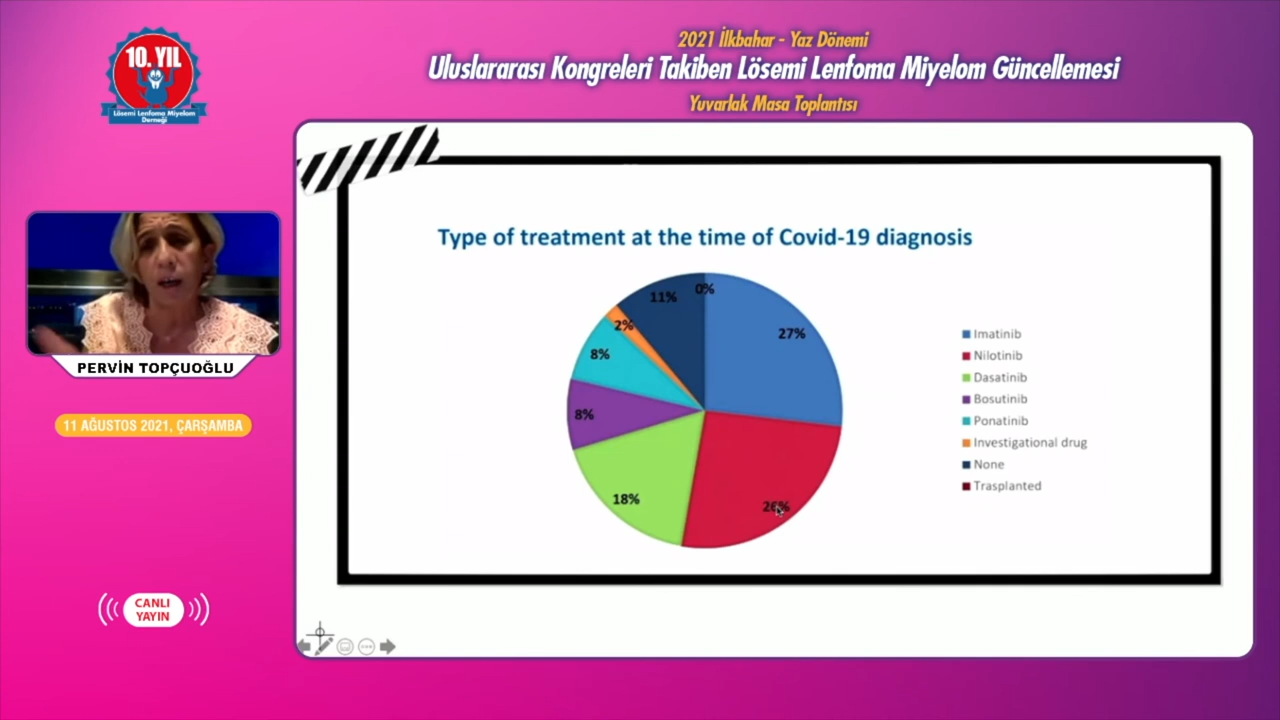 10. YIL
Lösemi Lenfoma Miyelom
Derneği
2021 İlkbahar - Yaz Dönemi
Uluslararası Kongreleri Takiben Lösemi Lenfoma Miyelom Güncellemesi
Yuvarlak Masa Toplantısı
PERVİN TOPÇUOĞLU
11 AĞUSTOS 2021, ÇARŞAMBA
CANLI
YAYIN
Type of treatment at the time of Covid-19 diagnosis
0%
11%
27%
2%
8%
8%
18%
26%
Imatinib
Nilotinib
Dasatinib
Bosutinib
Ponatinib
Investigational drug
None
Trasplanted